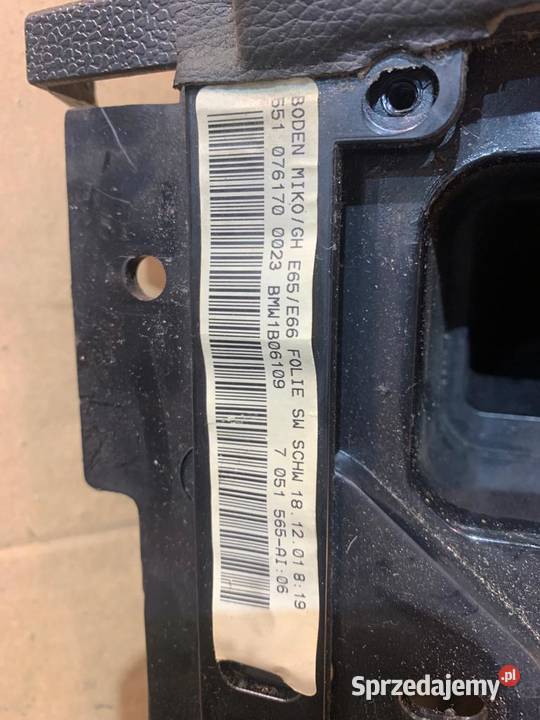 BODEN MIKO/GH E65/E66 FOLIE SW SCHW 18.12.01 8:19
551 076170 0023 BMW1B06109 7 051 565-AI:06
Sprzedajemy.pl